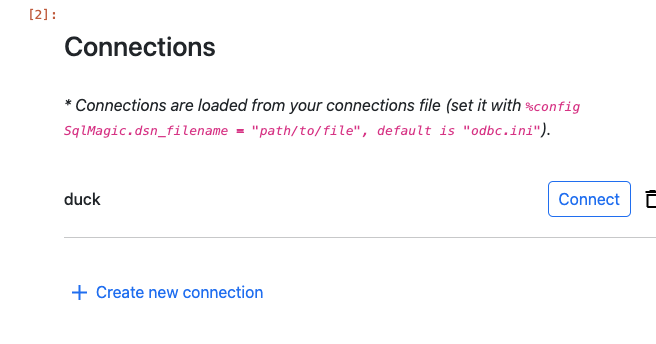 [2]:
Connections
* Connections are loaded from your connections file (set it with %config
SqlMagic.dsn_filename = "path/to/file", default is "odbc.ini").
duck
Connect
+ Create new connection